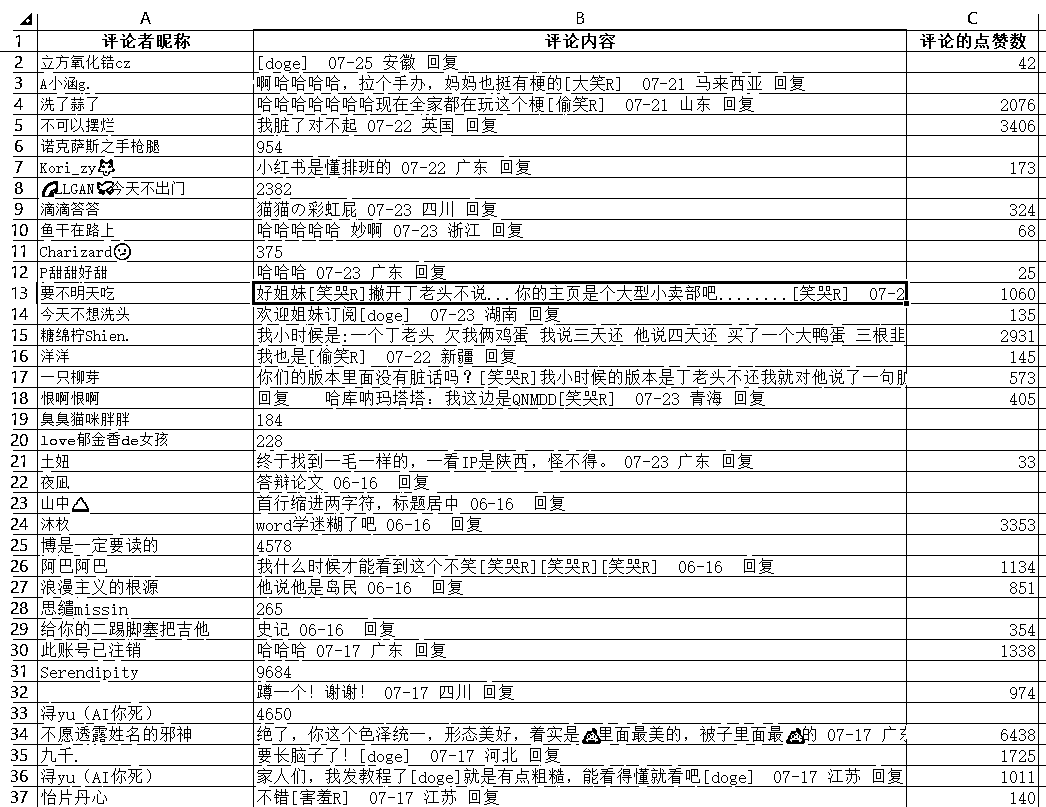 A B C
1 评论者昵称 评论内容 评论的点赞数
2 立方氧化锆cz [doge] 07-25 安徽 回复 42
3 A小涵g. 啊哈哈哈哈，拉个手办，妈妈也挺有梗的[大笑R] 07-21 马来西亚 回复
4 洗了蒜了 哈哈哈哈哈哈哈现在全家都在玩这个梗[偷笑R] 07-21 山东 回复 2076
5 不可以摆烂 我脏了对不起 07-22 英国 回复 3406
6 诺克萨斯之手枪腿 954
7 Kori_zy 小红书是懂排班的 07-22 广东 回复 173
8 LLGAN 今天不出门 2382
9 滴滴答答 猫猫の彩虹屁 07-23 四川 回复 324
10 鱼干在路上 哈哈哈哈哈 妙啊 07-23 浙江 回复 68
11 Charizard 375
12 P甜甜好甜 哈哈哈 07-23 广东 回复 25
13 要不明天吃 好姐妹[笑哭R]撇开丁老头不说...你的主页是个大型小卖部吧........[笑哭R] 07-2 1060
14 今天不想洗头 欢迎姐妹订阅[doge] 07-23 湖南 回复 135
15 糖绵柠Shien. 我小时候是:一个丁老头 欠我俩鸡蛋 我说三天还 他说四天还 买了一个大鸭蛋 三根韭 2931
16 洋洋 我也是[偷笑R] 07-22 新疆 回复 145
17 一只柳芽 你们的版本里面没有脏话吗？[笑哭R]我小时候的版本是丁老头不还我就对他说了一句肮 573
18 恨啊恨啊 回复 哈库呐玛塔塔：我这边是QNMDD[笑哭R] 07-23 青海 回复 405
19 臭臭猫咪胖胖 184
20 love郁金香de女孩 228
21 土妞 终于找到一毛一样的，一看IP是陕西，怪不得。 07-23 广东 回复 33
22 夜凪 答辩论文 06-16 回复
23 山中 首行缩进两字符，标题居中 06-16 回复
24 沐枚 word学迷糊了吧 06-16 回复 3353
25 博是一定要读的 4578
26 阿巴阿巴 我什么时候才能看到这个不笑[笑哭R][笑哭R][笑哭R] 06-16 回复 1134
27 浪漫主义的根源 他说他是岛民 06-16 回复 851
28 思缱missin 265
29 给你的二踢脚塞把吉他 史记 06-16 回复 354
30 此账号已注销 哈哈哈 07-17 广东 回复 1338
31 Serendipity 9684
32 蹲一个！谢谢！ 07-17 四川 回复 974
33 浔yu（AI你死） 4650
34 不愿透露姓名的邪神 绝了，你这个色泽统一，形态美好，着实是里面最美的，被子里面最的 07-17 广东 6438
35 九千. 要长脑子了！[doge] 07-17 河北 回复 1725
36 浔yu（AI你死） 家人们，我发教程了[doge]就是有点粗糙，能看得懂就看吧[doge] 07-17 江苏 回复 1011
37 怡片丹心 不错[害羞R] 07-17 江苏 回复 140